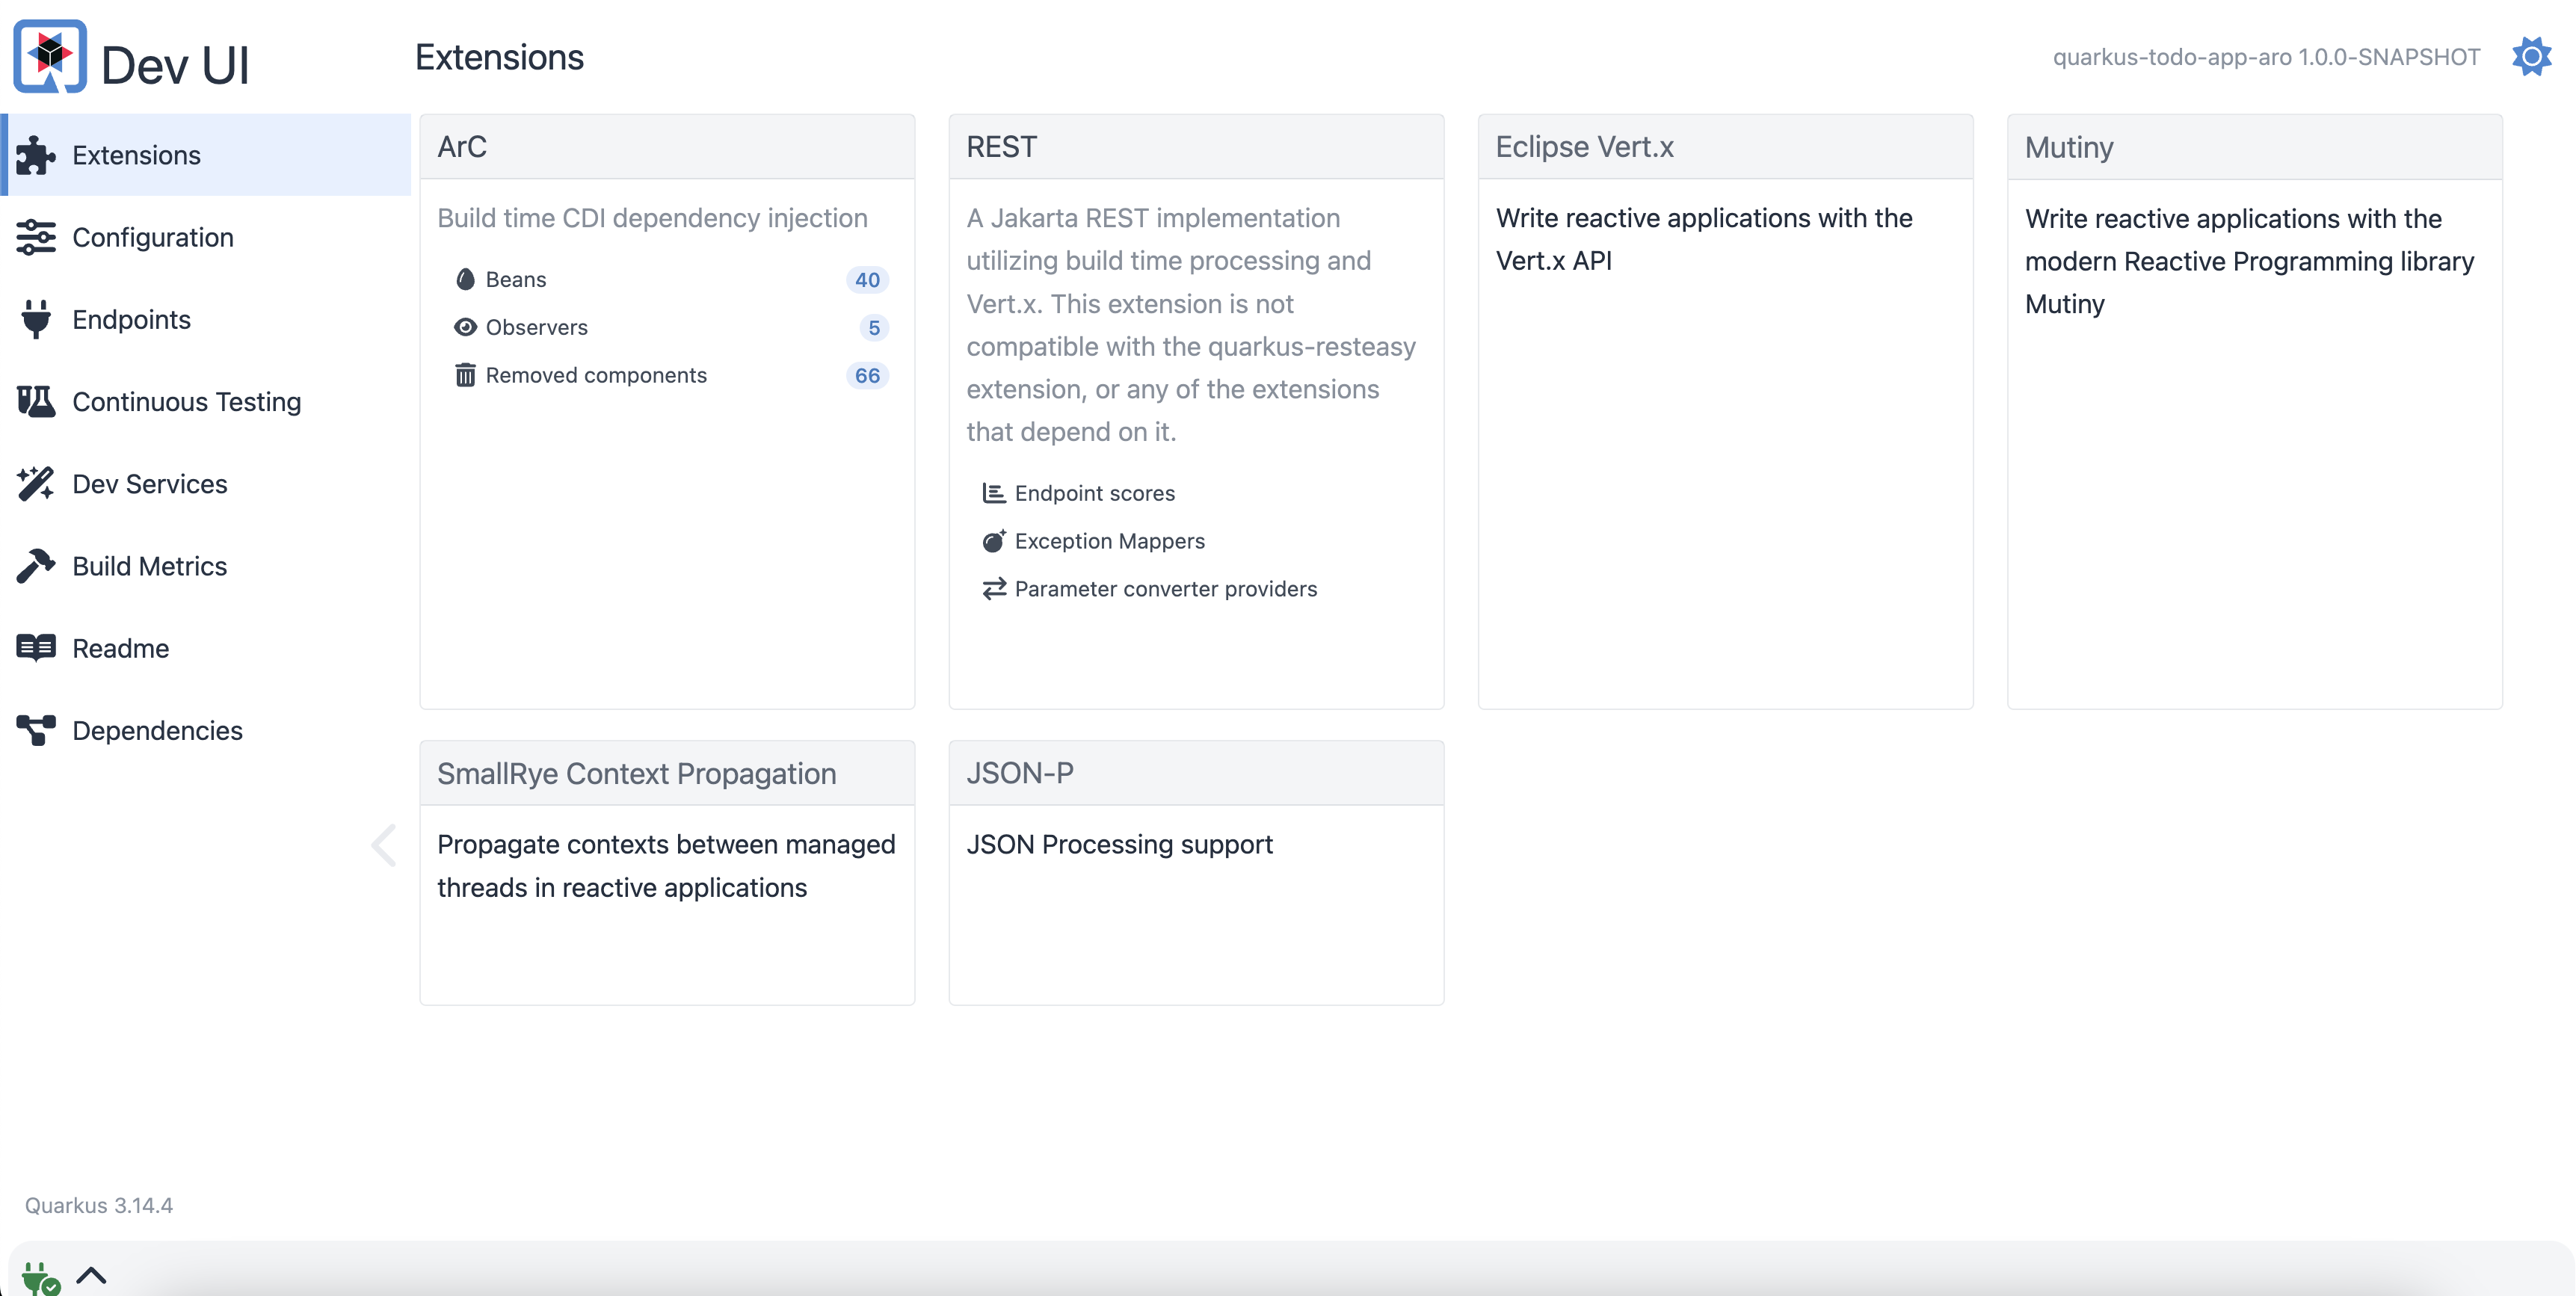 Dev UI
Extensions
quarkus-todo-app-aro 1.0.0-SNAPSHOT
Extensions
Configuration
Endpoints
Continuous Testing
Dev Services
Build Metrics
Readme
Dependencies
ArC
Build time CDI dependency injection
Beans 40
Observers 5
Removed components 66
REST
A Jakarta REST implementation
utilizing build time processing and
Vert.x. This extension is not
compatible with the quarkus-resteasy
extension, or any of the extensions
that depend on it.
Endpoint scores
Exception Mappers
Parameter converter providers
Eclipse Vert.x
Write reactive applications with the
Vert.x API
Mutiny
Write reactive applications with the
modern Reactive Programming library
Mutiny
SmallRye Context Propagation
Propagate contexts between managed
threads in reactive applications
JSON-P
JSON Processing support
Quarkus 3.14.4